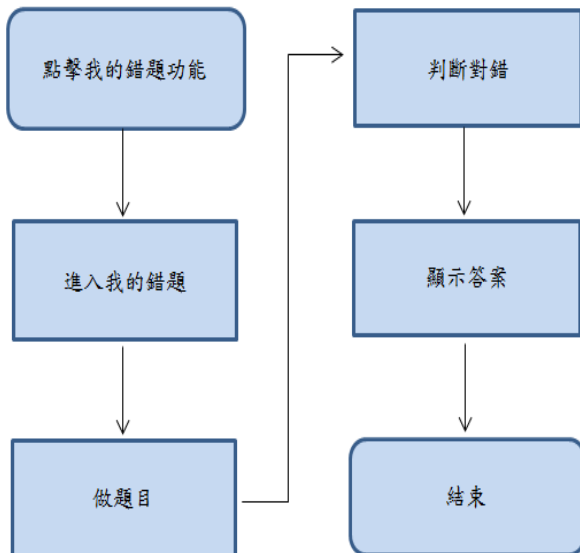 點擊我的錯題功能
進入我的錯題
做題目
判斷對錯
顯示答案
結束